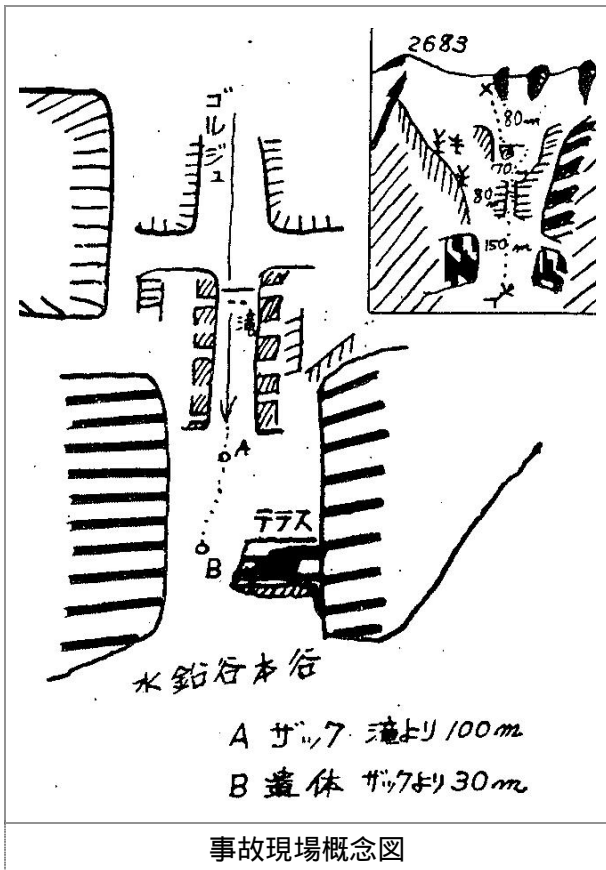 2683
80m
70
80m
150m
ゴルジュ
滝
A
テラス
B
水鉛谷本谷
A ザック 滝より100m
B 遺体 ザックより30m
事故現場概念図